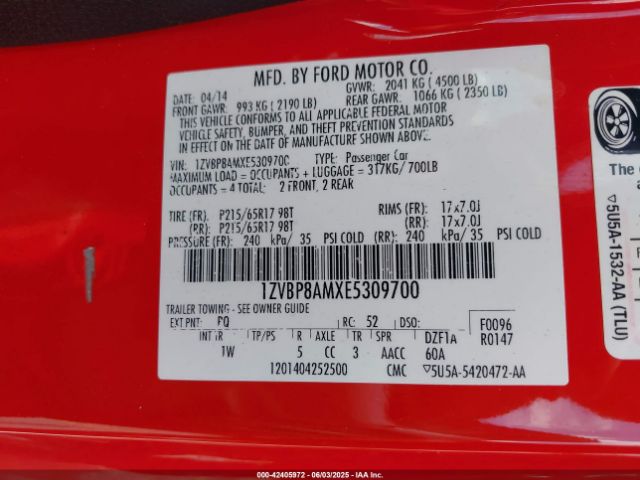 MFD. BY FORD MOTOR CO.
DATE: 04/14 GVWR: 2041 KG ( 4500 LB)
FRONT GAWR: 993 KG ( 2190 LB) REAR GAWR: 1066 KG ( 2350 LB)
THIS VEHICLE CONFORMS TO ALL APPLICABLE FEDERAL MOTOR
VEHICLE SAFETY, BUMPER, AND THEFT PREVENTION STANDARDS
IN EFFECT ON THE DATE OF MANUFACTURE SHOWN ABOVE.
VIN: 1ZVBP8AMXE5309700 TYPE: Passenger Car
MAXIMUM LOAD = OCCUPANTS + LUGGAGE = 317KG/ 700LB
OCCUPANTS = 4 TOTAL: 2 FRONT, 2 REAR
TIRE (FR): P215/65R17 98T RIMS (FR): 17x7.0J
(RR): P215/65R17 98T (RR): 17x7.0J
PRESSURE (FR): 240 kPa/ 35 PSI COLD (RR): 240 kPa/ 35 PSI COLD
1ZVBP8AMXE5309700
TRAILER TOWING - SEE OWNER GUIDE
EXT PNT: PQ RC: 52 DSO: F0096
INT TR TP/PS R AXLE TR SPR DZF1A R0147
1W 5 CC 3 AACC 60A
1201404252500 CMC ▽5U5A-5420472-AA
The
▽5U5A-1532-AA (TLU)
00-42405972 - 06/03/2025 - IAAI Inc.